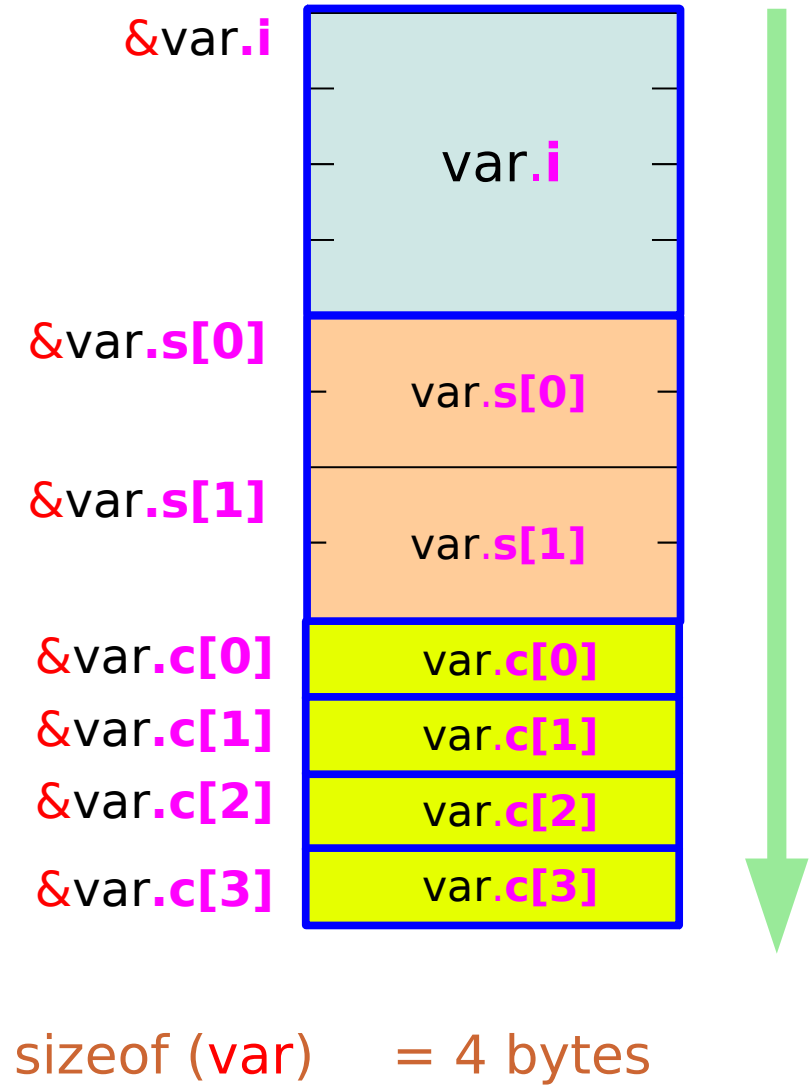 &var.i
var.i
&var.s[0]
var.s[0]
&var.s[1]
var.s[1]
&var.c[0] var.c[0]
&var.c[1] var.c[1]
&var.c[2] var.c[2]
&var.c[3] var.c[3]
sizeof (var) = 4 bytes